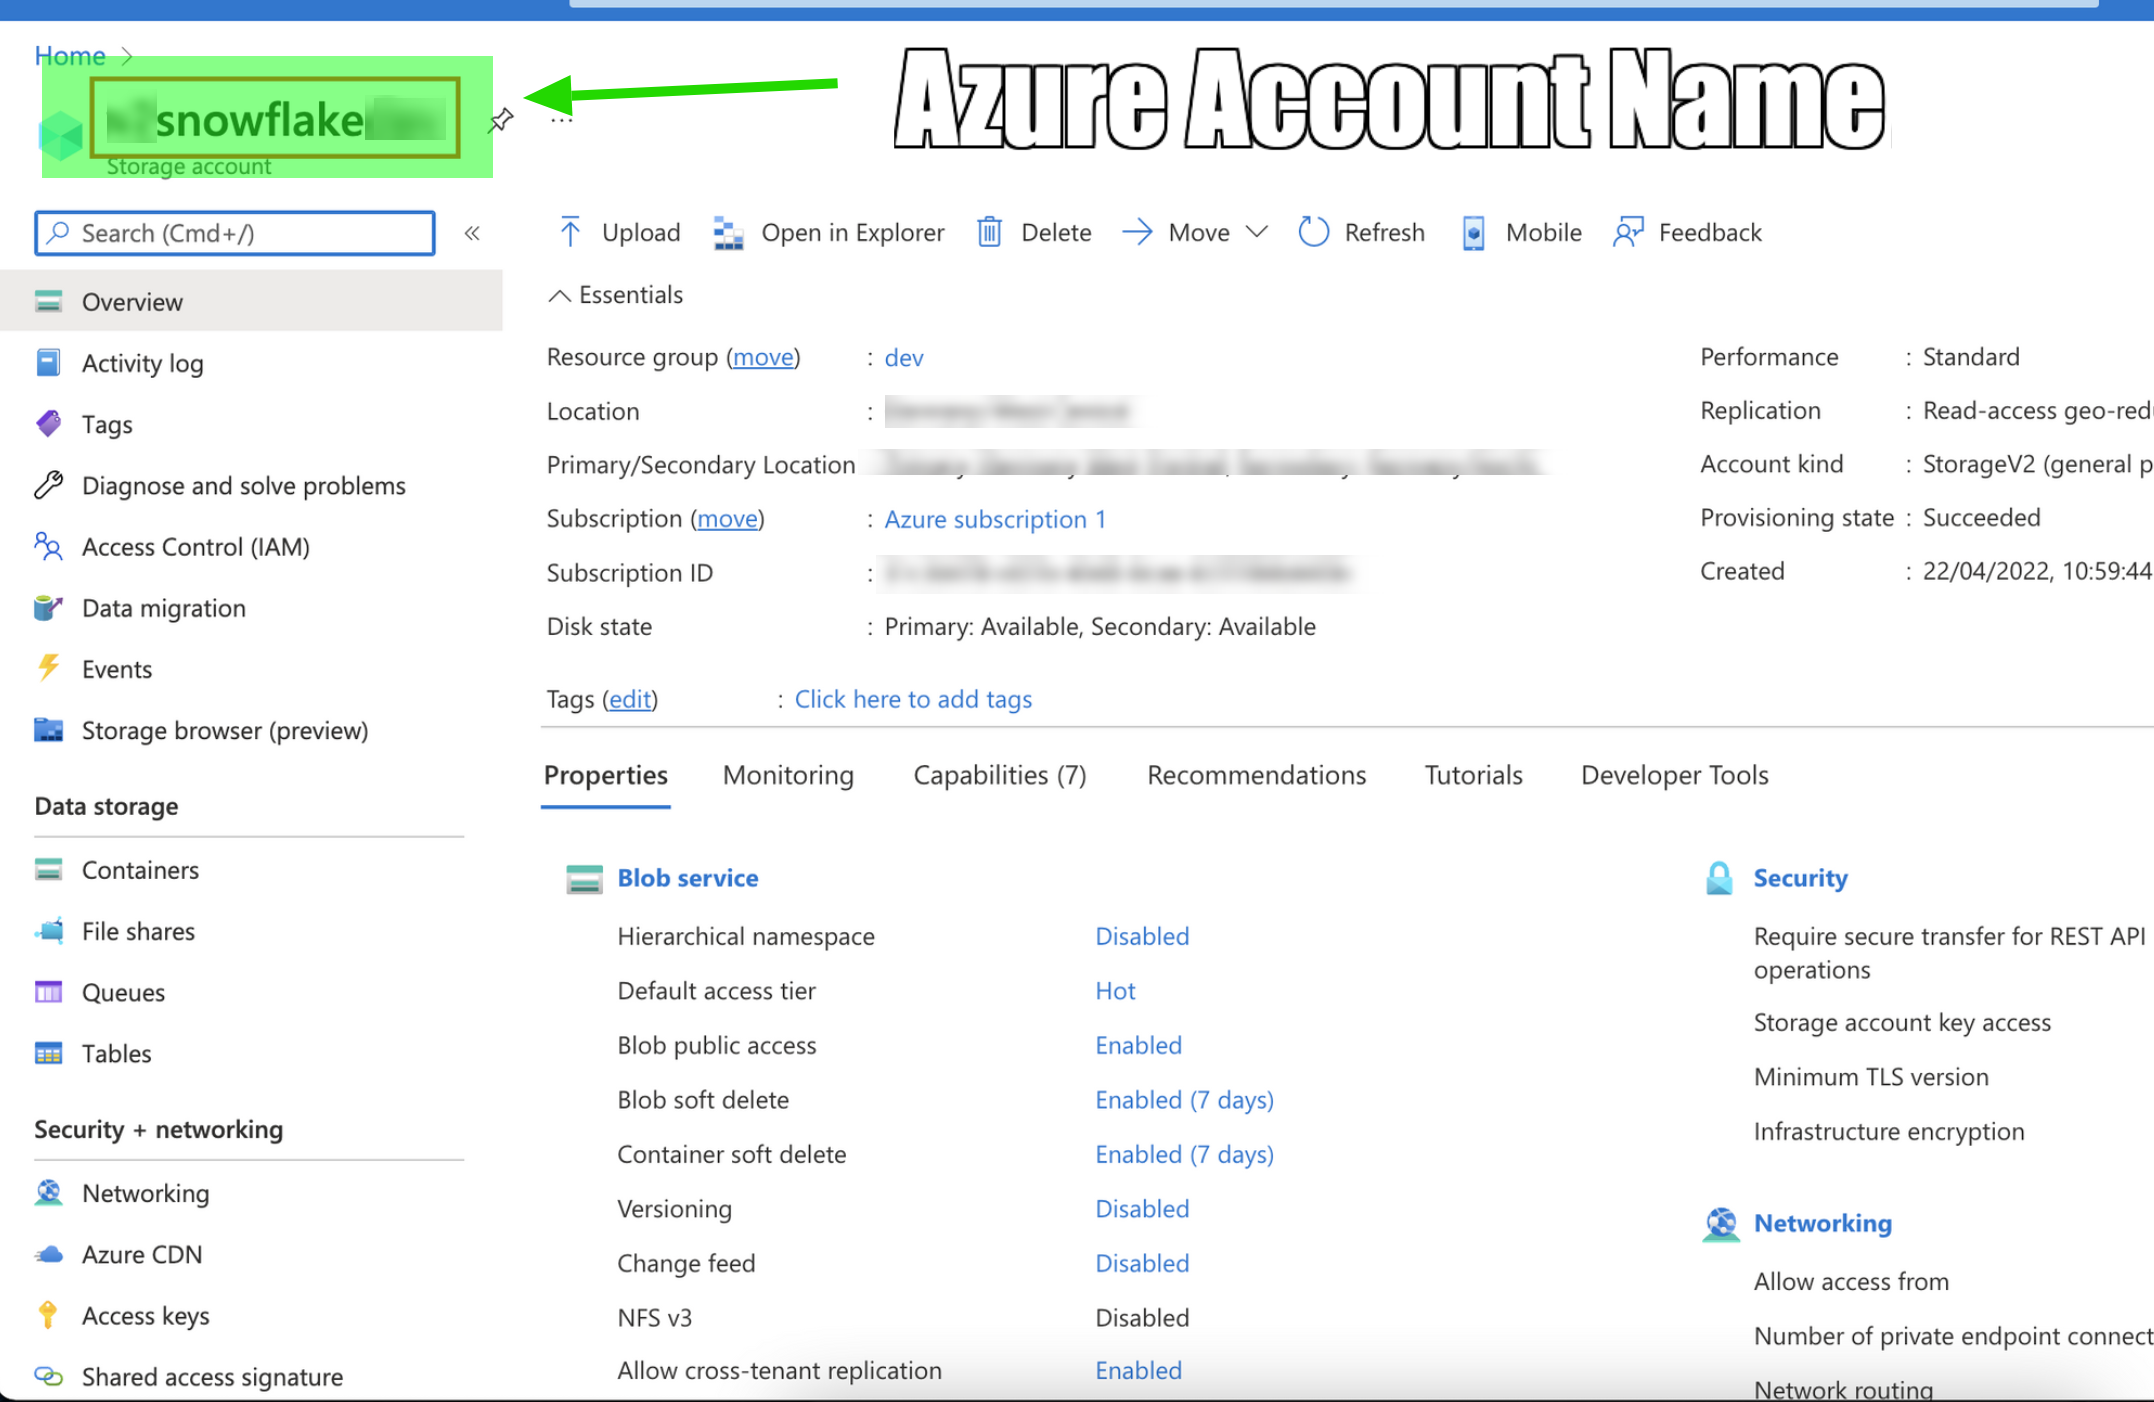 Home
Azure Account Name
snowflake
...
Storage account
Search (Cmd+/)
«
Upload
Open in Explorer
Delete
Move
Refresh
Mobile
Feedback
Overview
Activity log
Tags
Diagnose and solve problems
Access Control (IAM)
Data migration
Events
Storage browser (preview)
Data storage
Containers
File shares
Queues
Tables
Security + networking
Networking
Azure CDN
Access keys
Shared access signature
Essentials
Resource group (move) : dev
Location :
Primary/Secondary Location
Subscription (move) : Azure subscription 1
Subscription ID :
Disk state : Primary: Available, Secondary: Available
Tags (edit) : Click here to add tags
Performance : Standard
Replication : Read-access geo-red
Account kind : StorageV2 (general p
Provisioning state : Succeeded
Created : 22/04/2022, 10:59:44
Properties
Monitoring
Capabilities (7)
Recommendations
Tutorials
Developer Tools
Blob service
Hierarchical namespace Disabled
Default access tier Hot
Blob public access Enabled
Blob soft delete Enabled (7 days)
Container soft delete Enabled (7 days)
Versioning Disabled
Change feed Disabled
NFS v3 Disabled
Allow cross-tenant replication Enabled
Security
Require secure transfer for REST API
operations
Storage account key access
Minimum TLS version
Infrastructure encryption
Networking
Allow access from
Number of private endpoint connect
Network routing